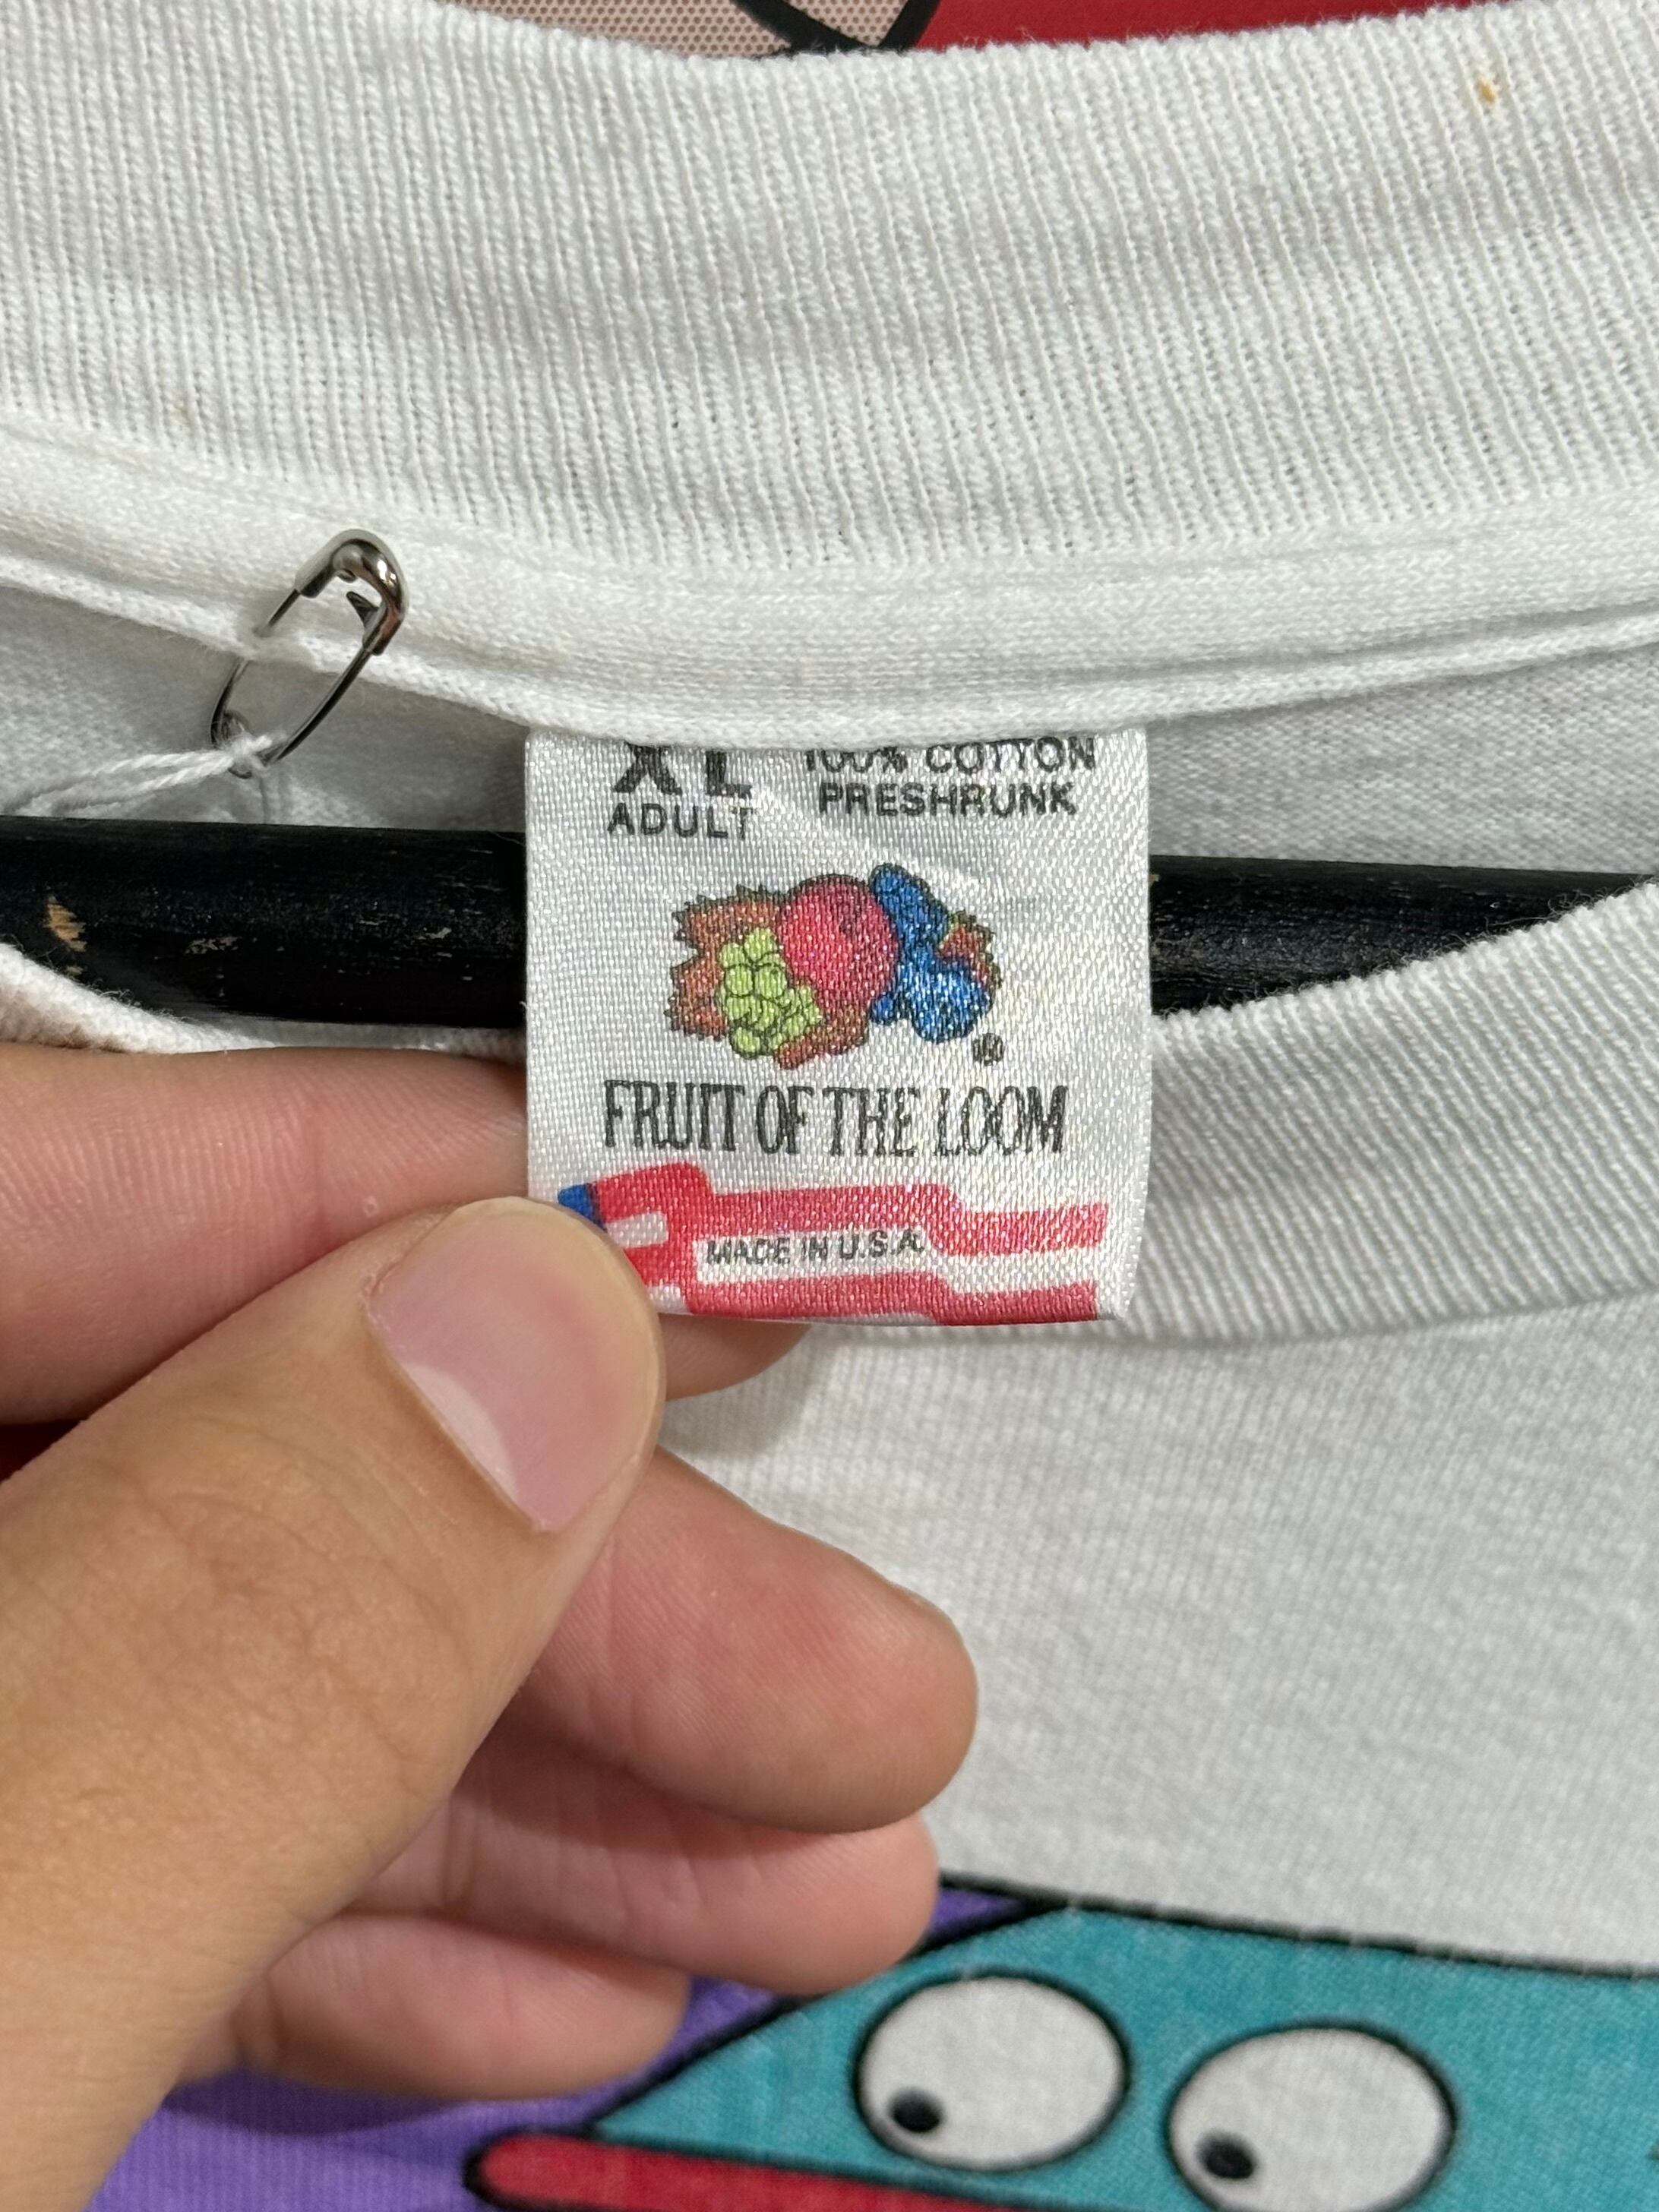 XL
ADULT
100% COTTON
PRESHRUNK
®
FRUIT OF THE LOOM
MADE IN U.S.A.